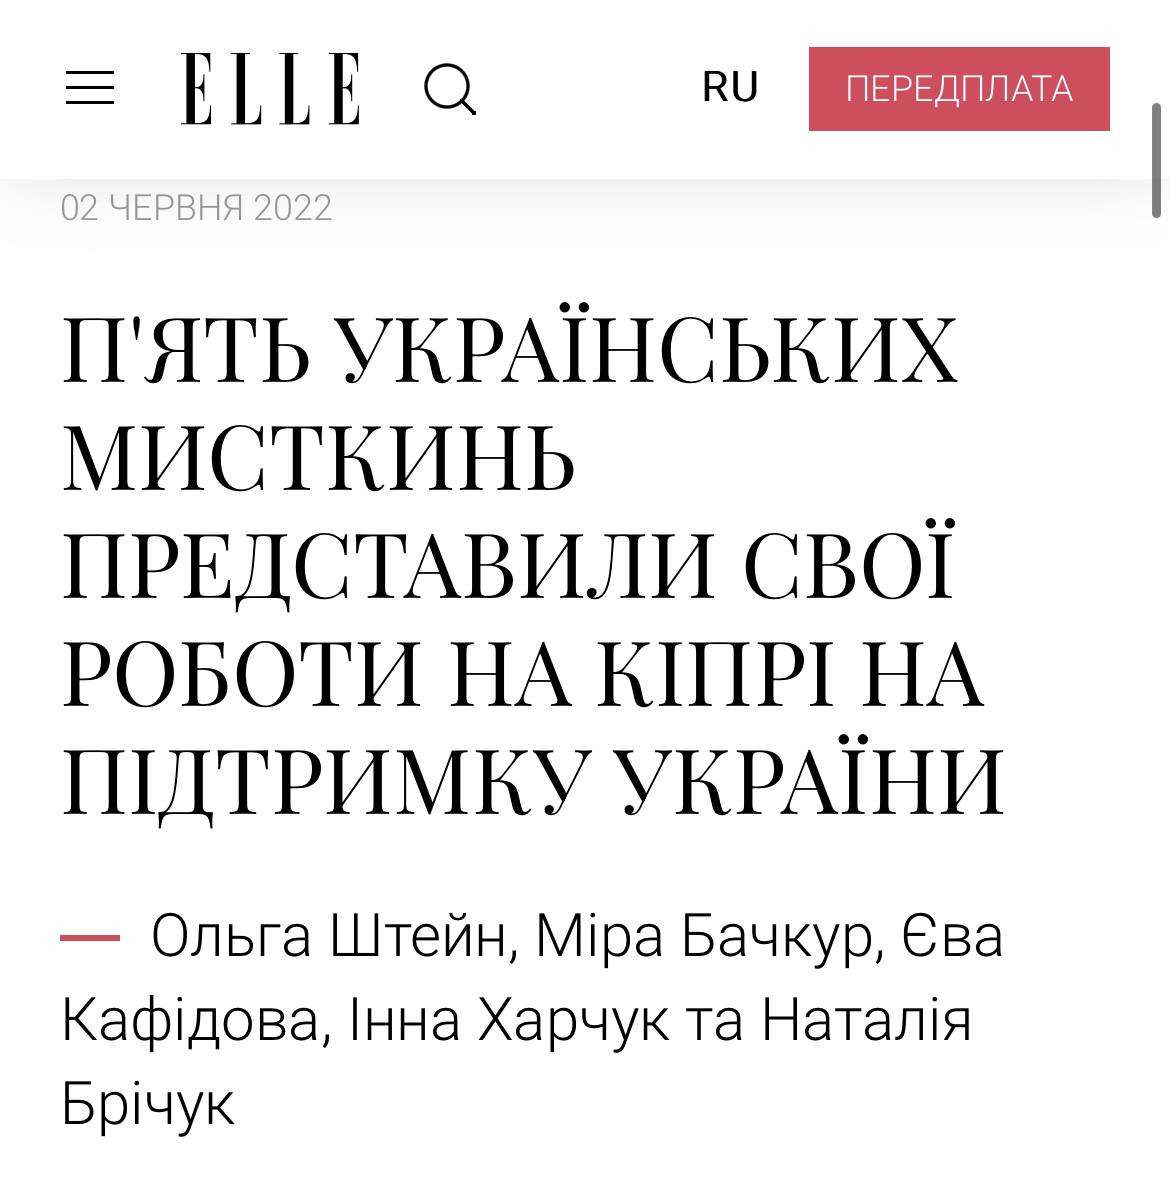 ELLE RU ПЕРЕДПЛАТА
02 ЧЕРВНЯ 2022
П'ЯТЬ УКРАЇНСЬКИХ
МИСТКИНЬ
ПРЕДСТАВИЛИ СВОЇ
РОБОТИ НА КІПРІ НА
ПІДТРИМКУ УКРАЇНИ
Ольга Штейн, Міра Бачкур, Єва
Кафідова, Інна Харчук та Наталія
Брічук